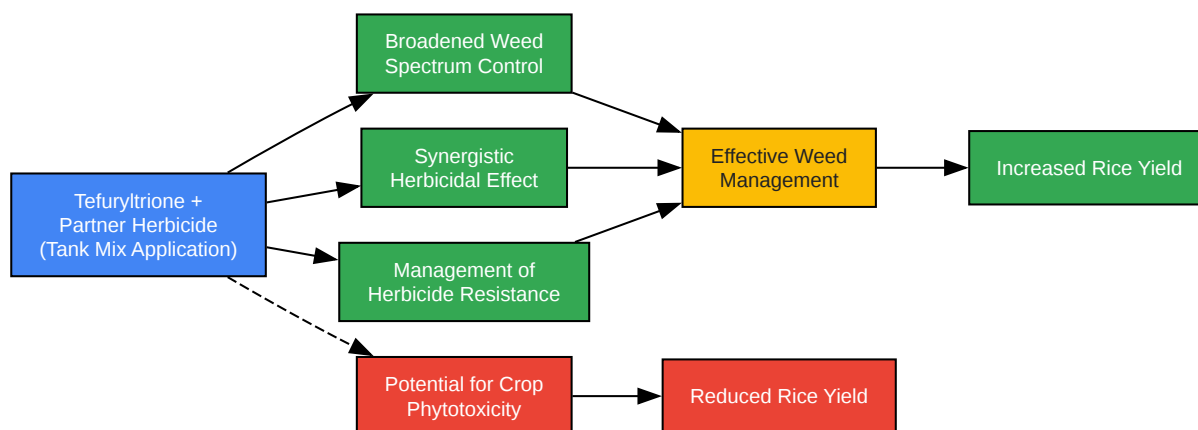 Broadened Weed
Spectrum Control
Synergistic
Herbicidal Effect
Effective Weed
Management
Increased Rice Yield
Tefuryltrione +
Partner Herbicide
(Tank Mix Application)
Management of
Herbicide Resistance
Potential for Crop
Phytotoxicity
Reduced Rice Yield